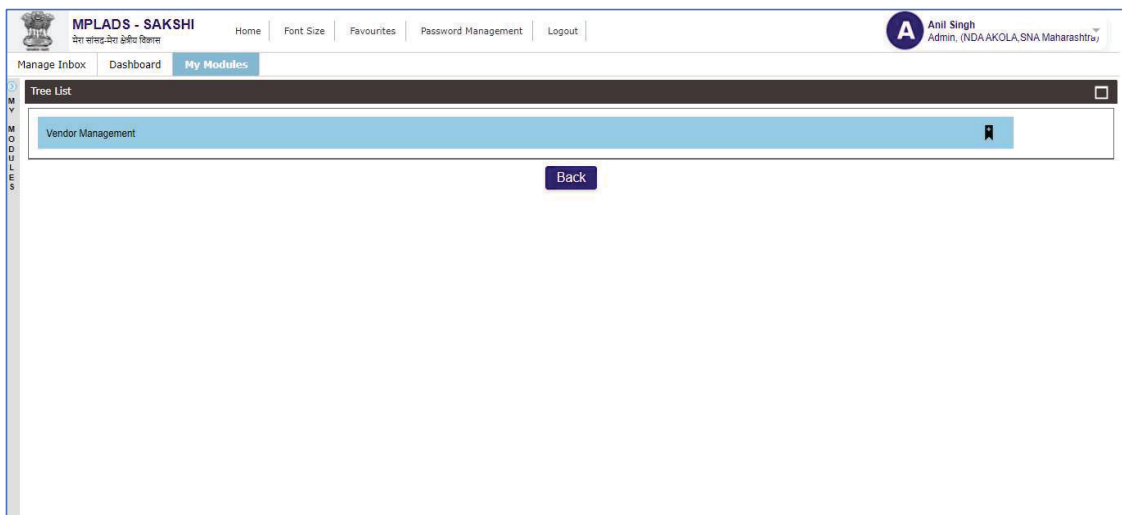 MPLADS - SAKSHI
मेरा सांसद-मेरा क्षेत्रीय विकास
Home
Font Size
Favourites
Password Management
Logout
A
Anil Singh
Admin, (NDA AKOLA,SNA Maharashtra)
Manage Inbox
Dashboard
My Modules
MY MODULES
Tree List
Vendor Management
Back